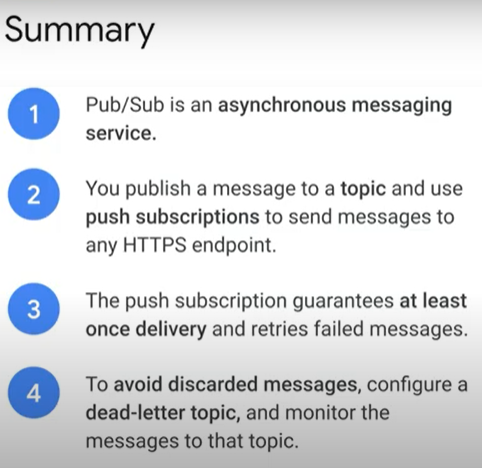 Summary
1
Pub/Sub is an asynchronous messaging
service.
2
You publish a message to a topic and use
push subscriptions to send messages to
any HTTPS endpoint.
3
The push subscription guarantees at least
once delivery and retries failed messages.
4
To avoid discarded messages, configure a
dead-letter topic, and monitor the
messages to that topic.